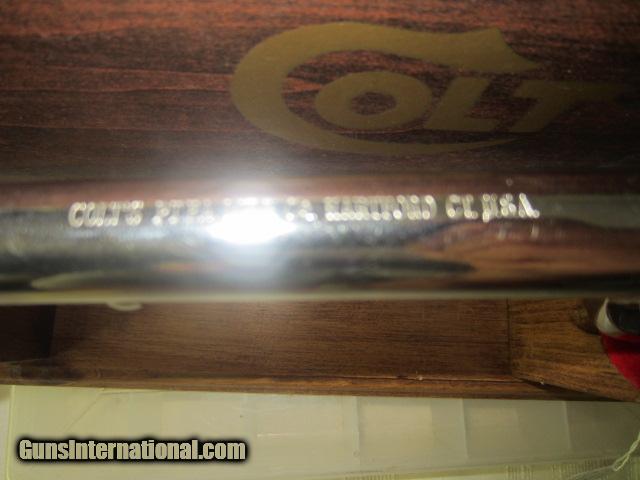 COLT
COLT'S HARTFORD CT. U.S.A.
GunsInternational.com